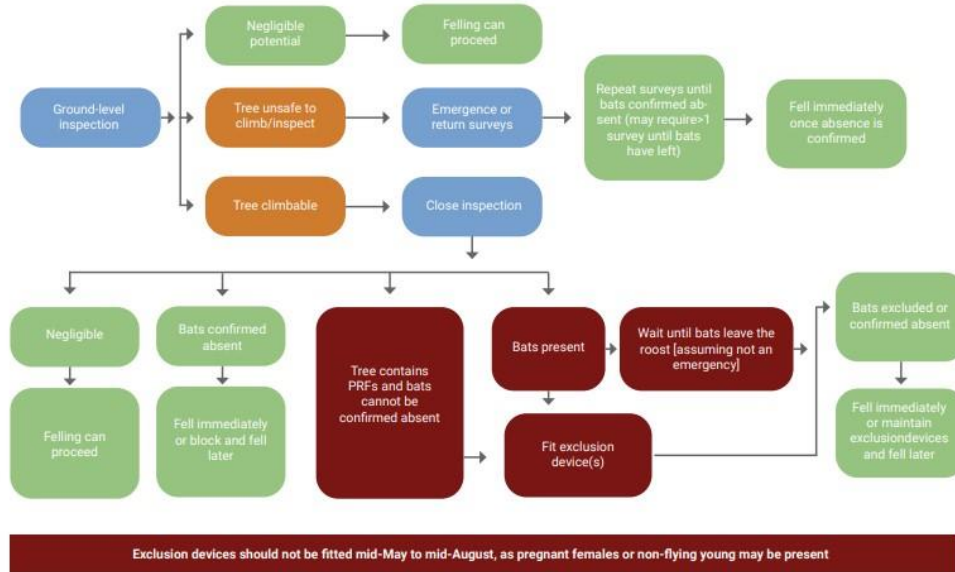 Negligible
potential
Felling can
proceed
Ground-level
inspection
Tree unsafe to
climb/inspect
Emergence or
return surveys
Repeat surveys until
bats confirmed ab-
sent (may require>1
survey until bats
have left)
Fell immediately
once absence is
confirmed
Tree climbable
Close inspection
Negligible
Bats confirmed
absent
Tree contains
PRFs and bats
cannot be
confirmed absent
Bats present
Wait until bats leave the
roost [assuming not an
emergency]
Bats excluded or
confirmed absent
Felling can
proceed
Fell immediately
or block and fell
later
Fit exclusion
device(s)
Fell immediately
or maintain
exclusiondevices
and fell later
Exclusion devices should not be fitted mid-May to mid-August, as pregnant females or non-flying young may be present